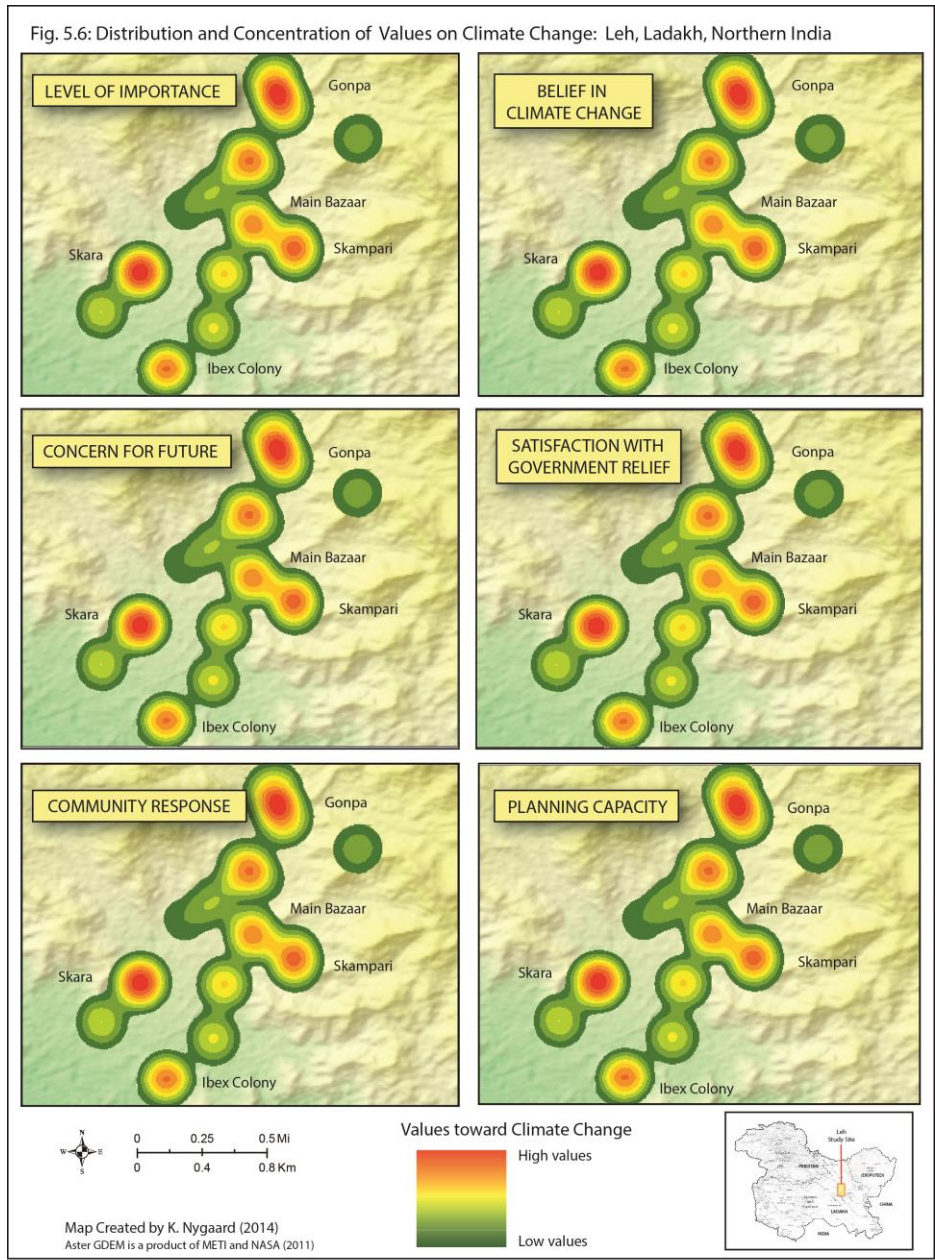 Fig. 5.6: Distribution and Concentration of Values on Climate Change: Leh, Ladakh, Northern India
LEVEL OF IMPORTANCE
Gonpa
Main Bazaar
Skampari
Skara
Ibex Colony
BELIEF IN
CLIMATE CHANGE
Gonpa
Main Bazaar
Skampari
Skara
Ibex Colony
CONCERN FOR FUTURE
Gonpa
Main Bazaar
Skampari
Skara
Ibex Colony
SATISFACTION WITH
GOVERNMENT RELIEF
Gonpa
Main Bazaar
Skampari
Skara
Ibex Colony
COMMUNITY RESPONSE
Gonpa
Main Bazaar
Skampari
Skara
Ibex Colony
PLANNING CAPACITY
Gonpa
Main Bazaar
Skampari
Skara
Ibex Colony
N
W E
S
0 0.25 0.5 Mi
0 0.4 0.8 Km
Map Created by K. Nygaard (2014)
Aster GDEM is a product of METI and NASA (2011)
Values toward Climate Change
High values
Low values
Leh
Study Site
PAKISTAN
(DISPUTED)
CHINA
LADAKH
INDIA